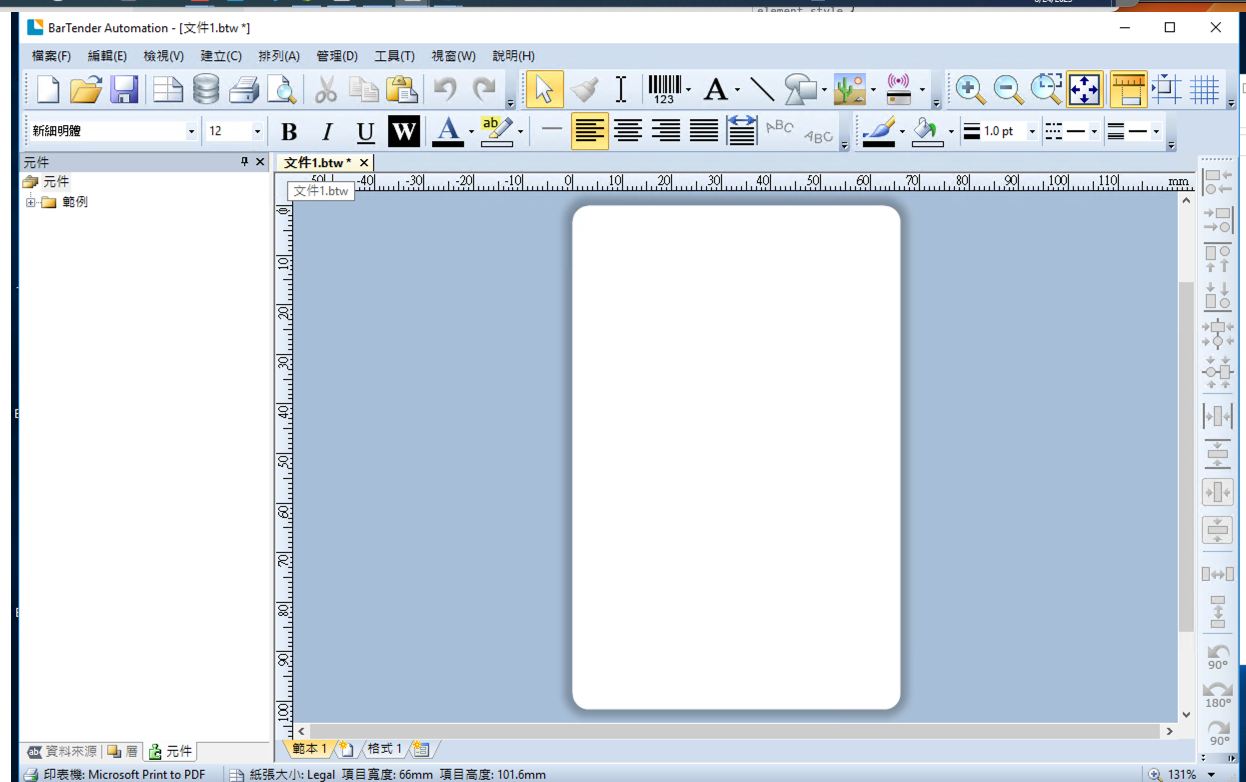 element.style {
8/24/2023
BarTender Automation - [文件1.btw *]
檔案(F) 編輯(E) 檢視(V) 建立(C) 排列(A) 管理(D) 工具(T) 視窗(W) 說明(H)
123 A
新細明體 12 B I U W A ab ABC ABC 1.0 pt
元件
文件1.btw *
文件1.btw
元件
範例
50 -40 -30 -20 -10 0 10 20 30 40 50 60 70 80 90 100 110 mm
0
10
20
30
40
50
60
70
80
90
100
90°
180°
90°
範本 1 格式 1
ab 資料來源 層 元件
印表機: Microsoft Print to PDF 紙張大小: Legal 項目寬度: 66mm 項目高度: 101.6mm 131%